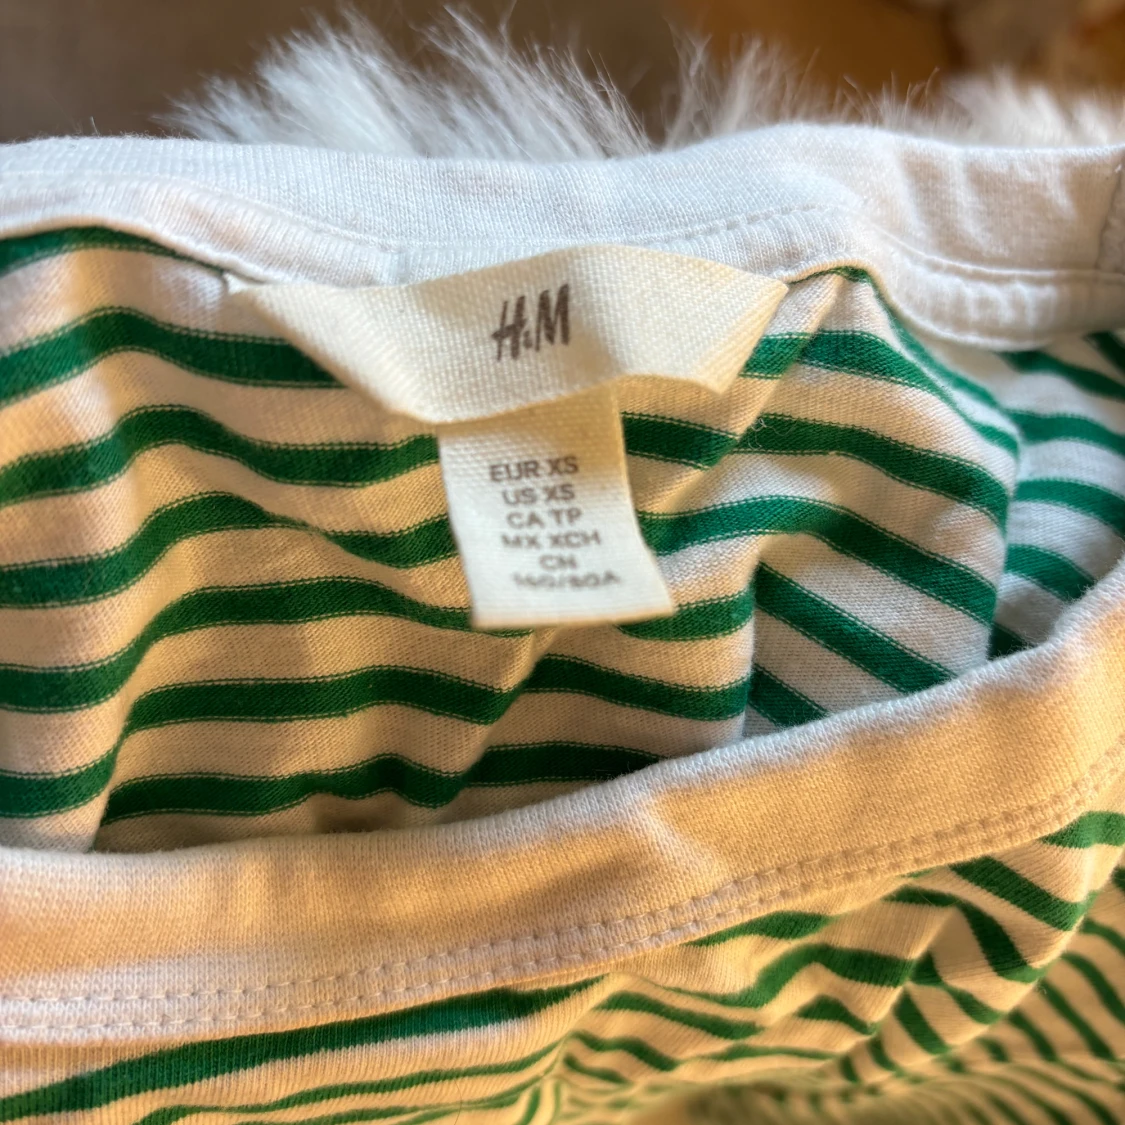 H&M
EUR XS
US XS
CA TP
MX XCH
CN
160/80A